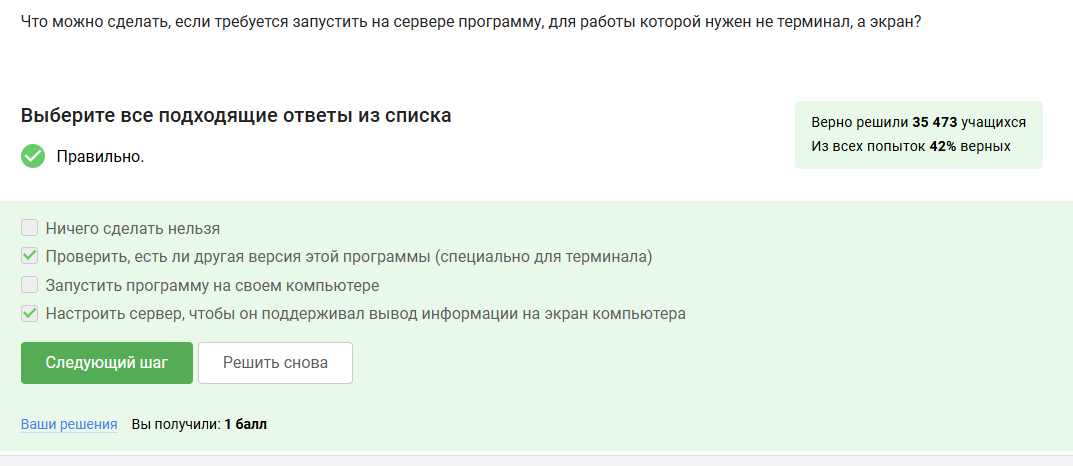 Что можно сделать, если требуется запустить на сервере программу, для работы которой нужен не терминал, а экран?
Выберите все подходящие ответы из списка
Правильно.
Верно решили 35 473 учащихся
Из всех попыток 42% верных
Ничего сделать нельзя
Проверить, есть ли другая версия этой программы (специально для терминала)
Запустить программу на своем компьютере
Настроить сервер, чтобы он поддерживал вывод информации на экран компьютера
Следующий шаг
Решить снова
Ваши решения Вы получили: 1 балл